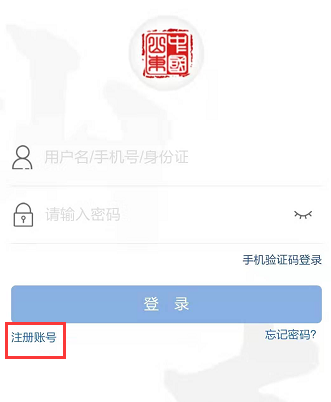 山東
中國
用户名/手机号/身份证
请输入密码
手机验证码登录
登 录
注册账号
忘记密码?